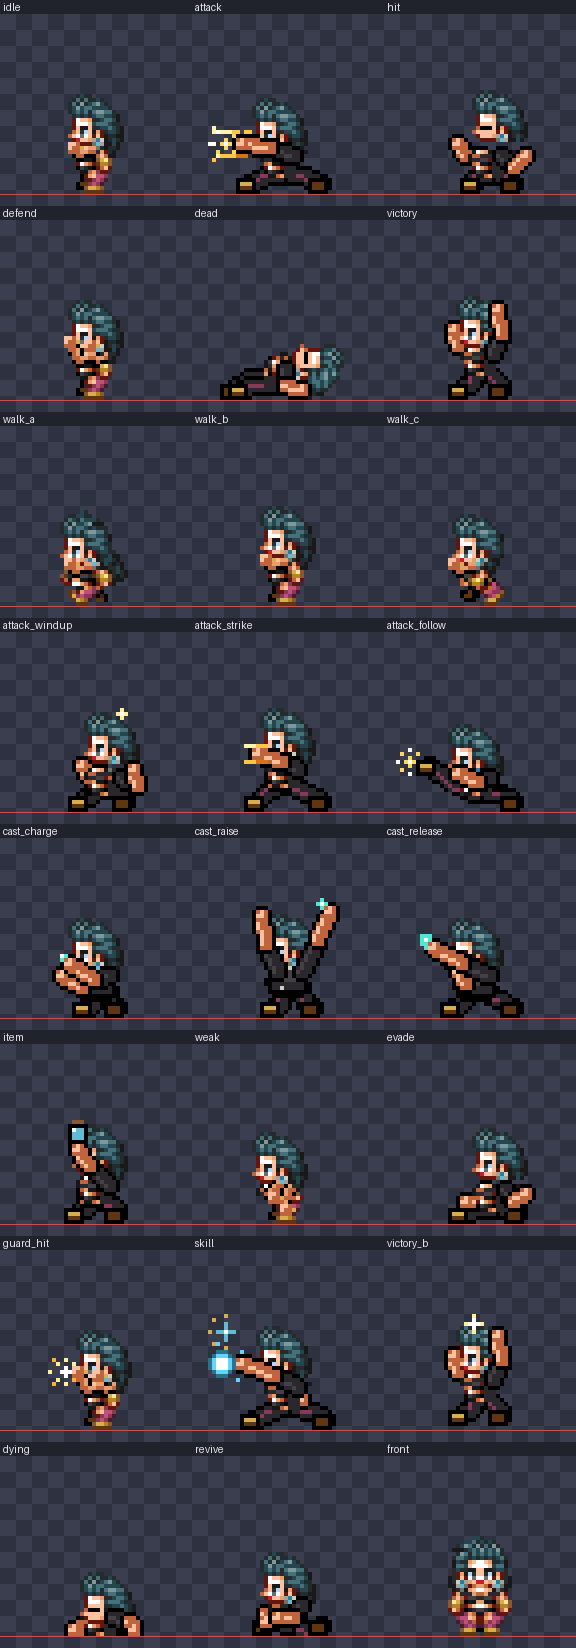 idle attack hit
defend dead victory
walk_a walk_b walk_c
attack_windup attack_strike attack_follow
cast_charge cast_raise cast_release
item weak evade
guard_hit skill victory_b
dying revive front